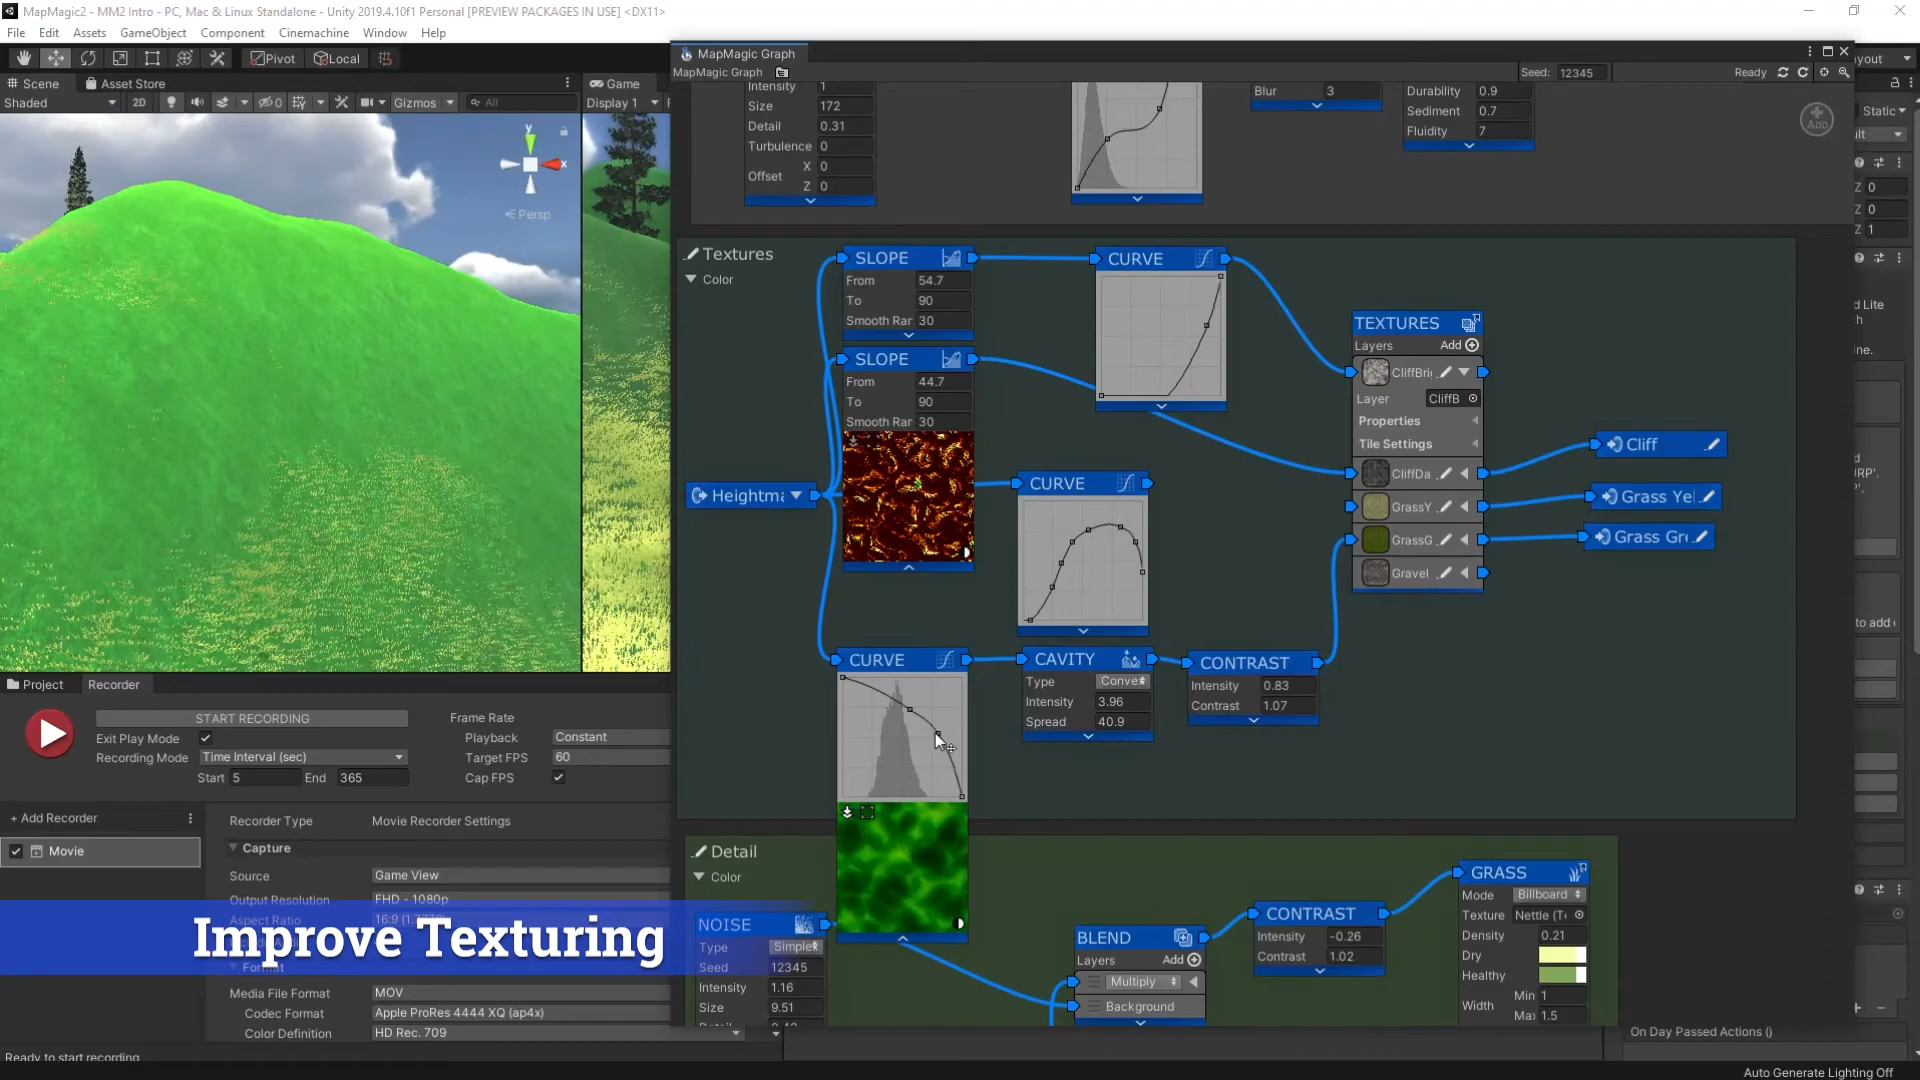 MapMagic2 - MM2 Intro - PC, Mac & Linux Standalone - Unity 2019.4.10f1 Personal [PREVIEW PACKAGES IN USE] <DX11>
File Edit Assets GameObject Component Cinemachine Window Help
Pivot Local
Scene Asset Store
Shaded 2D Gizmos All
Game
Display 1
y
x
Persp
MapMagic Graph
MapMagic Graph
Seed: 12345
Ready
ADD
Intensity 1
Size 172
Detail 0.31
Turbulence 0
Offset X 0
Z 0
Blur 3
Durability 0.9
Sediment 0.7
Fluidity 7
Textures
Color
SLOPE
From 54.7
To 90
Smooth Ran 30
SLOPE
From 44.7
To 90
Smooth Ran 30
CURVE
Heightma
CURVE
TEXTURES
Layers Add
CliffBri
Layer CliffB
Properties
Tile Settings
CliffDa
GrassY
GrassG
Gravel
Cliff
Grass Yel
Grass Gre
CURVE
CAVITY
Type Convex
Intensity 3.96
Spread 40.9
CONTRAST
Intensity 0.83
Contrast 1.07
Detail
Color
NOISE
Type Simplex
Seed 12345
Intensity 1.16
Size 9.51
BLEND
Layers Add
Multiply
Background
CONTRAST
Intensity -0.26
Contrast 1.02
GRASS
Mode Billboard
Texture Nettle (T
Density 0.21
Dry
Healthy
Width Min 1
Max 1.5
Static
Z 0
Z 0
Z 1
Project Recorder
START RECORDING
Exit Play Mode
Recording Mode Time Interval (sec)
Start 5 End 365
Frame Rate
Playback Constant
Target FPS 60
Cap FPS
+ Add Recorder
Movie
Recorder Type Movie Recorder Settings
Capture
Source Game View
Output Resolution FHD - 1080p
Aspect Ratio
Improve Texturing
Format
Media File Format MOV
Codec Format Apple ProRes 4444 XQ (ap4x)
Color Definition HD Rec. 709
On Day Passed Actions ()
Ready to start recording
Auto Generate Lighting Off